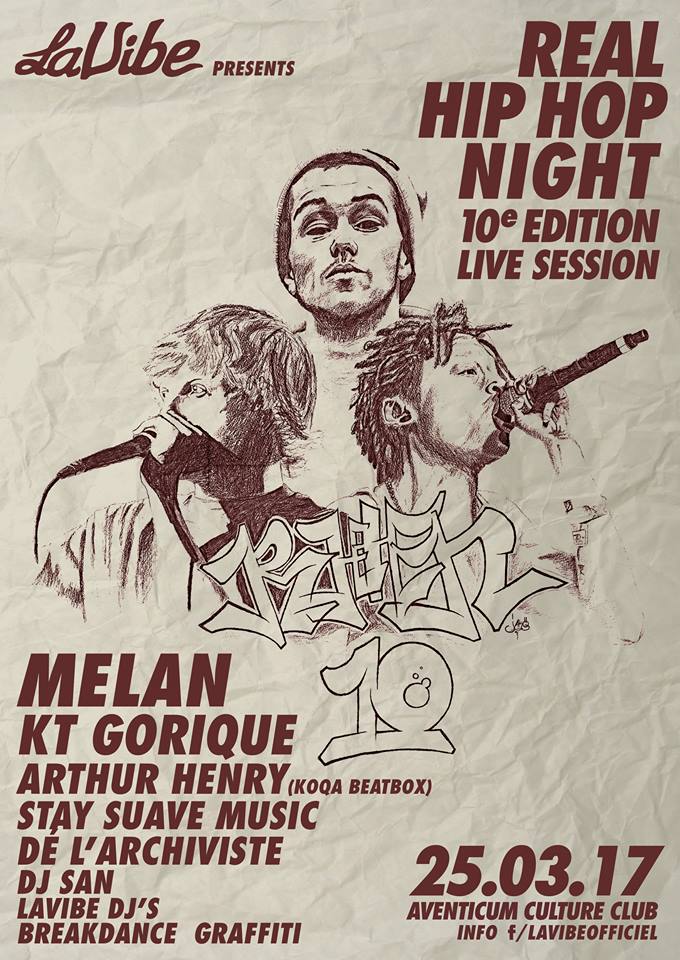 LaVibe PRESENTS
REAL
HIP HOP
NIGHT
10e EDITION
LIVE SESSION
10
MELAN
KT GORIQUE
ARTHUR HENRY (KOQA BEATBOX)
STAY SUAVE MUSIC
DÉ L'ARCHIVISTE
DJ SAN
LAVIBE DJ'S
BREAKDANCE GRAFFITI
25.03.17
AVENTICUM CULTURE CLUB
INFO f/LAVIBEOFFICIEL